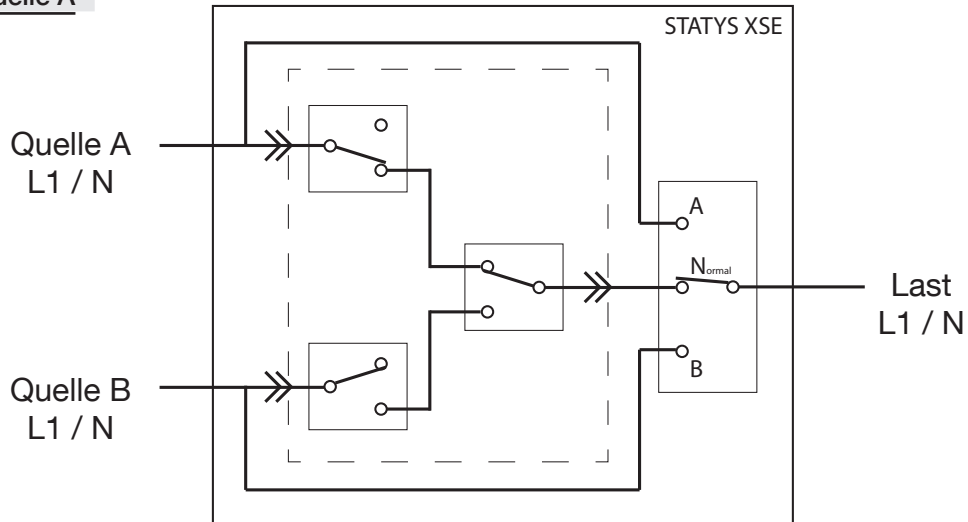 STATYS XSE
Quelle A
L1 / N
A
Normal
Last
L1 / N
B
Quelle B
L1 / N